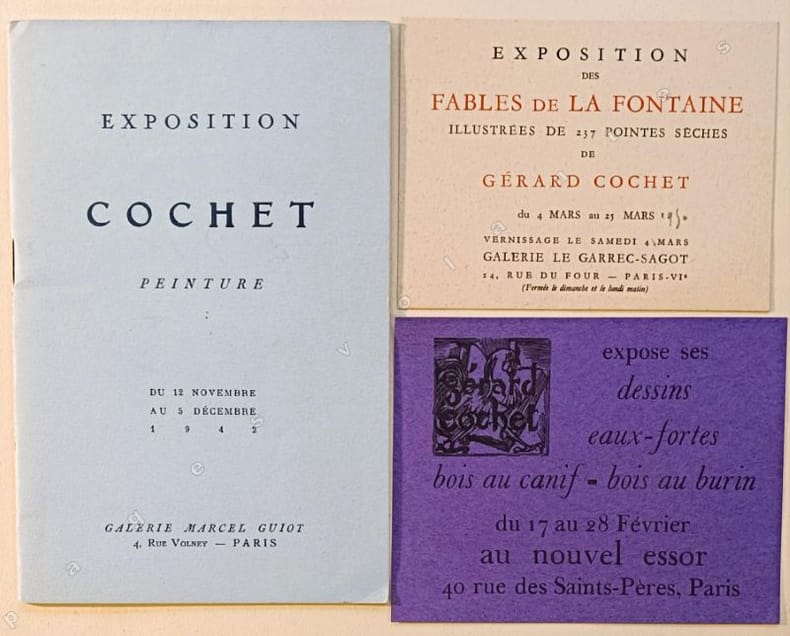 EXPOSITION
COCHET
PEINTURE
DU 12 NOVEMBRE
AU 5 DÉCEMBRE
1942
GALERIE MARCEL GUIOT
4, RUE VOLNEY — PARIS
EXPOSITION
DES
FABLES DE LA FONTAINE
ILLUSTRÉES DE 237 POINTES SÈCHES
DE
GÉRARD COCHET
du 4 MARS au 25 MARS 1950
VERNISSAGE LE SAMEDI 4 MARS
GALERIE LE GARREC-SAGOT
24, RUE DU FOUR — PARIS-VIe
(Fermée le dimanche et le lundi matin)
Gérard
Cochet
expose ses
dessins
eaux-fortes
bois au canif - bois au burin
du 17 au 28 Février
au nouvel essor
40 rue des Saints-Pères, Paris